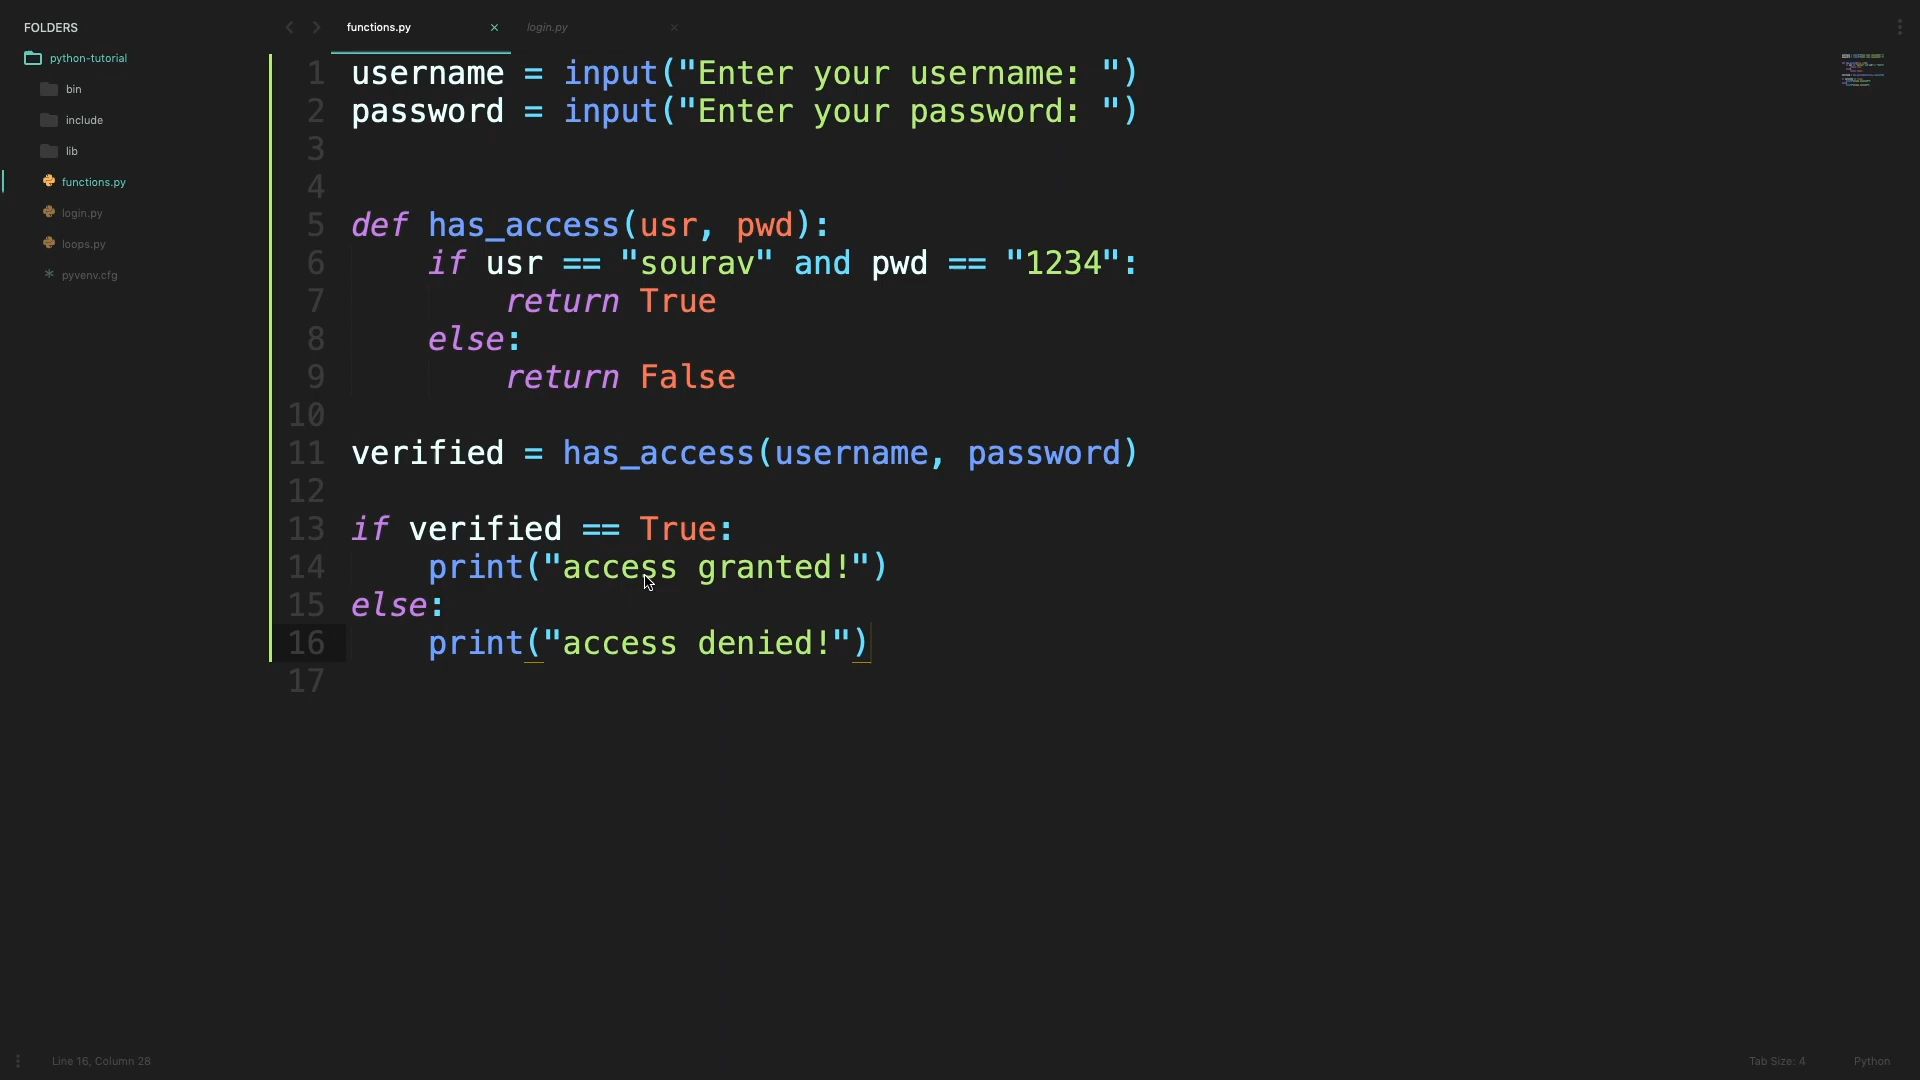 FOLDERS
python-tutorial
bin
include
lib
functions.py
login.py
loops.py
pyvenv.cfg
functions.py
login.py
1 username = input("Enter your username: ")
2 password = input("Enter your password: ")
3
4
5 def has_access(usr, pwd):
6     if usr == "sourav" and pwd == "1234":
7         return True
8     else:
9         return False
10
11 verified = has_access(username, password)
12
13 if verified == True:
14     print("access granted!")
15 else:
16     print("access denied!")
17
Line 16, Column 28
Tab Size: 4
Python